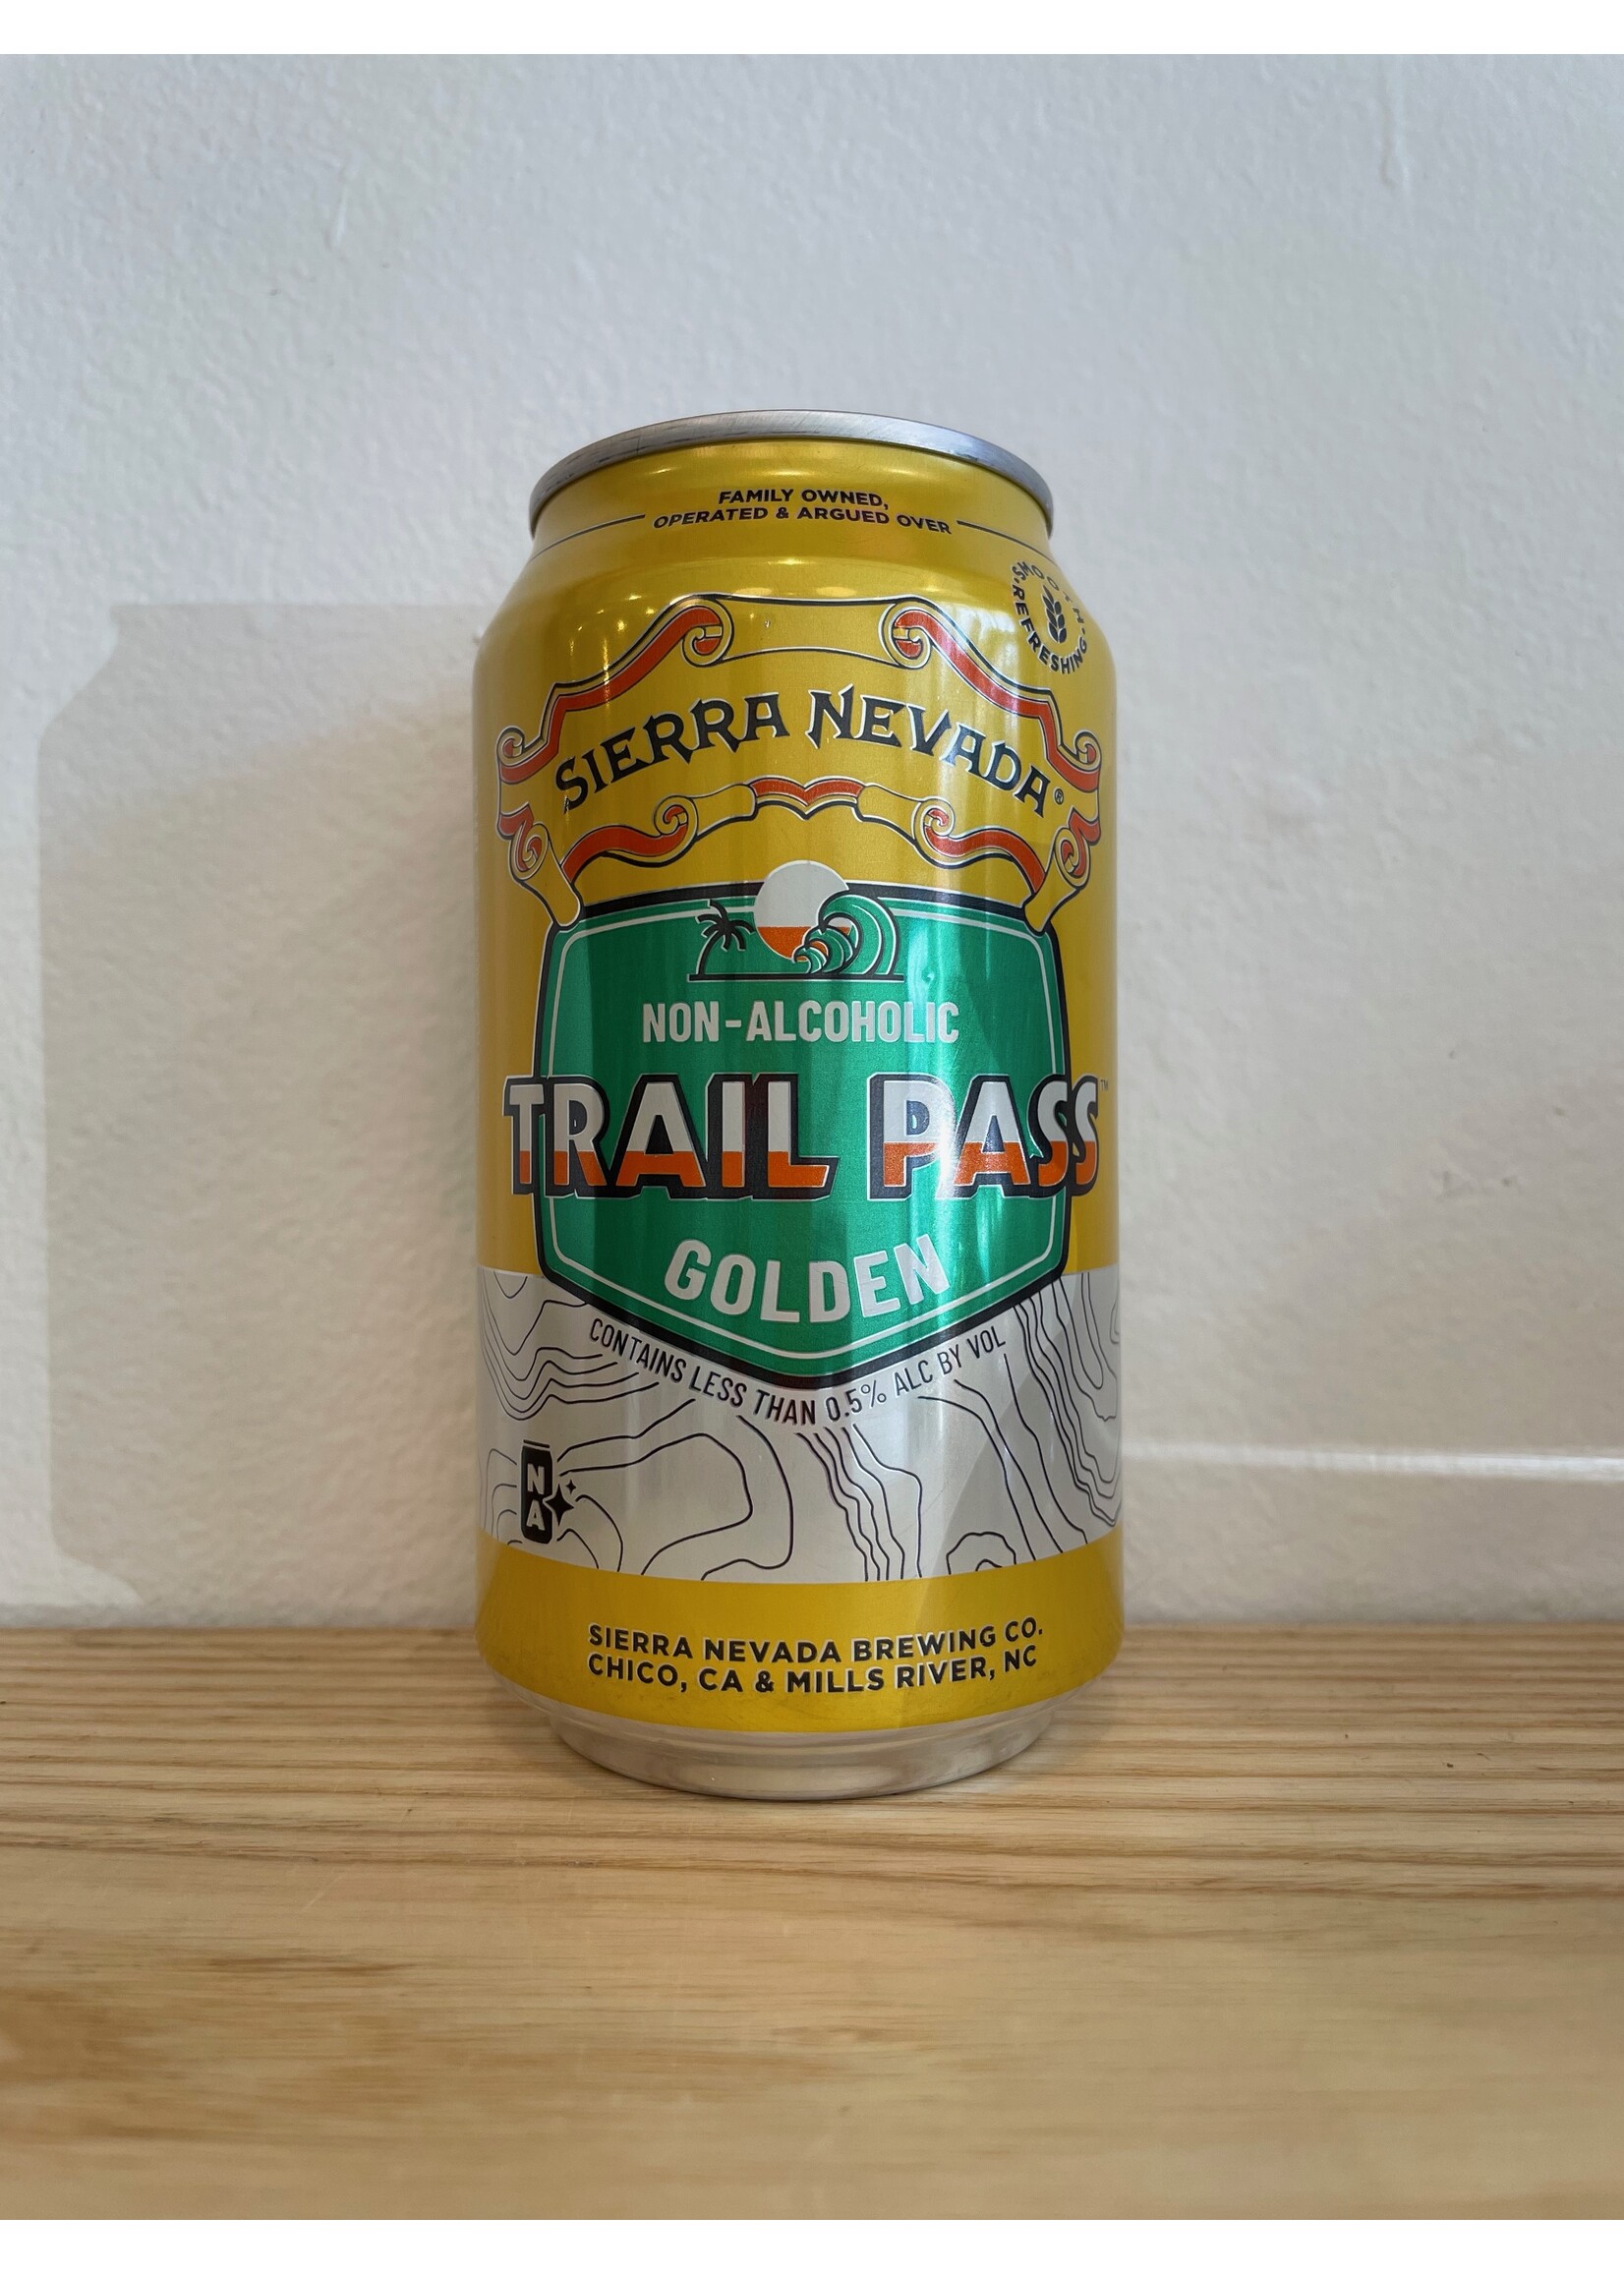 FAMILY OWNED,
OPERATED & ARGUED OVER
SMOOTH. REFRESHING.
SIERRA NEVADA®
NON-ALCOHOLIC
TRAIL PASS™
GOLDEN
CONTAINS LESS THAN 0.5% ALC BY VOL
NA
SIERRA NEVADA BREWING CO.
CHICO, CA & MILLS RIVER, NC